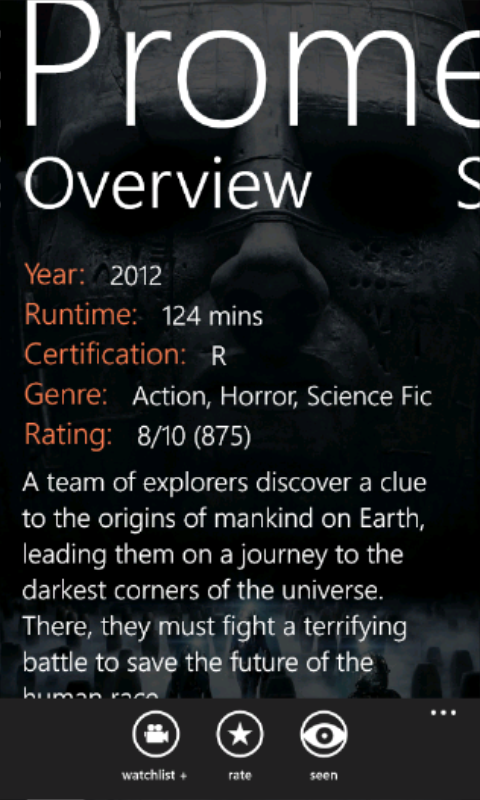 Prome
Overview S
Year: 2012
Runtime: 124 mins
Certification: R
Genre: Action, Horror, Science Fic
Rating: 8/10 (875)
A team of explorers discover a clue
to the origins of mankind on Earth,
leading them on a journey to the
darkest corners of the universe.
There, they must fight a terrifying
battle to save the future of the
human race.
...
watchlist +
rate
seen